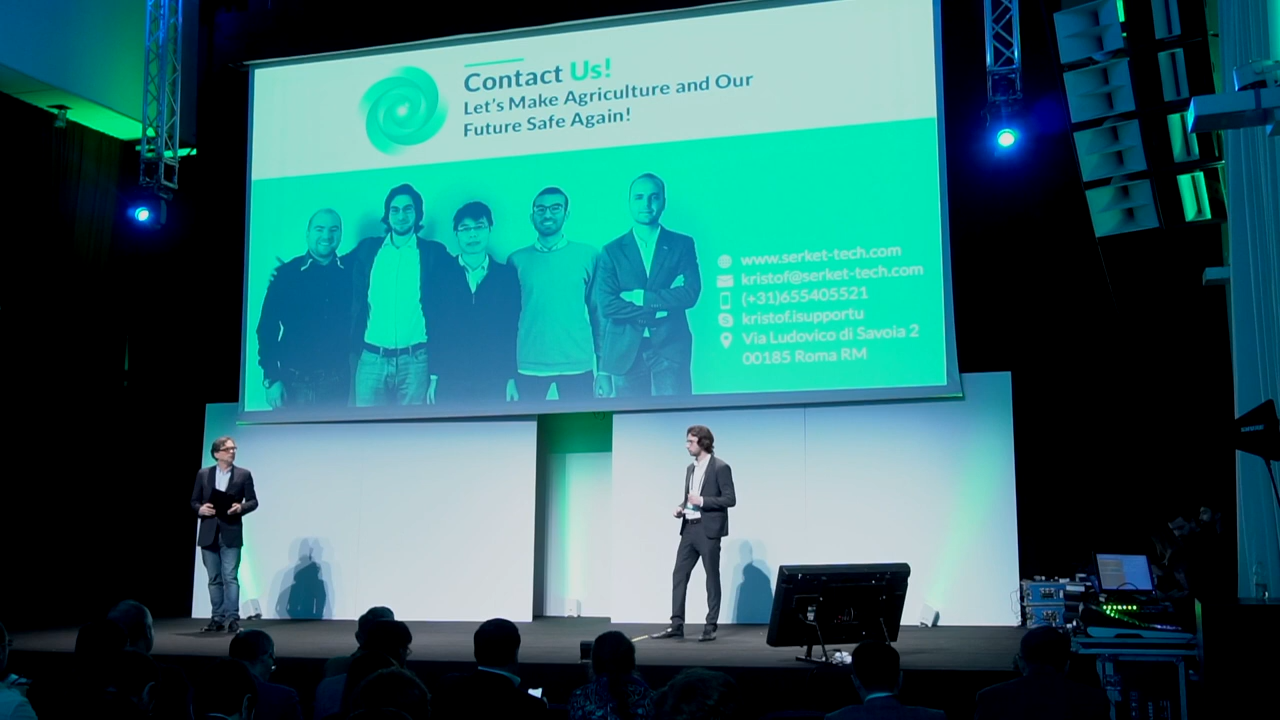 Contact Us!
Let's Make Agriculture and Our
Future Safe Again!
www.serket-tech.com
kristof@serket-tech.com
(+31)655405521
kristof.isupportu
Via Ludovico di Savoia 2
00185 Roma RM